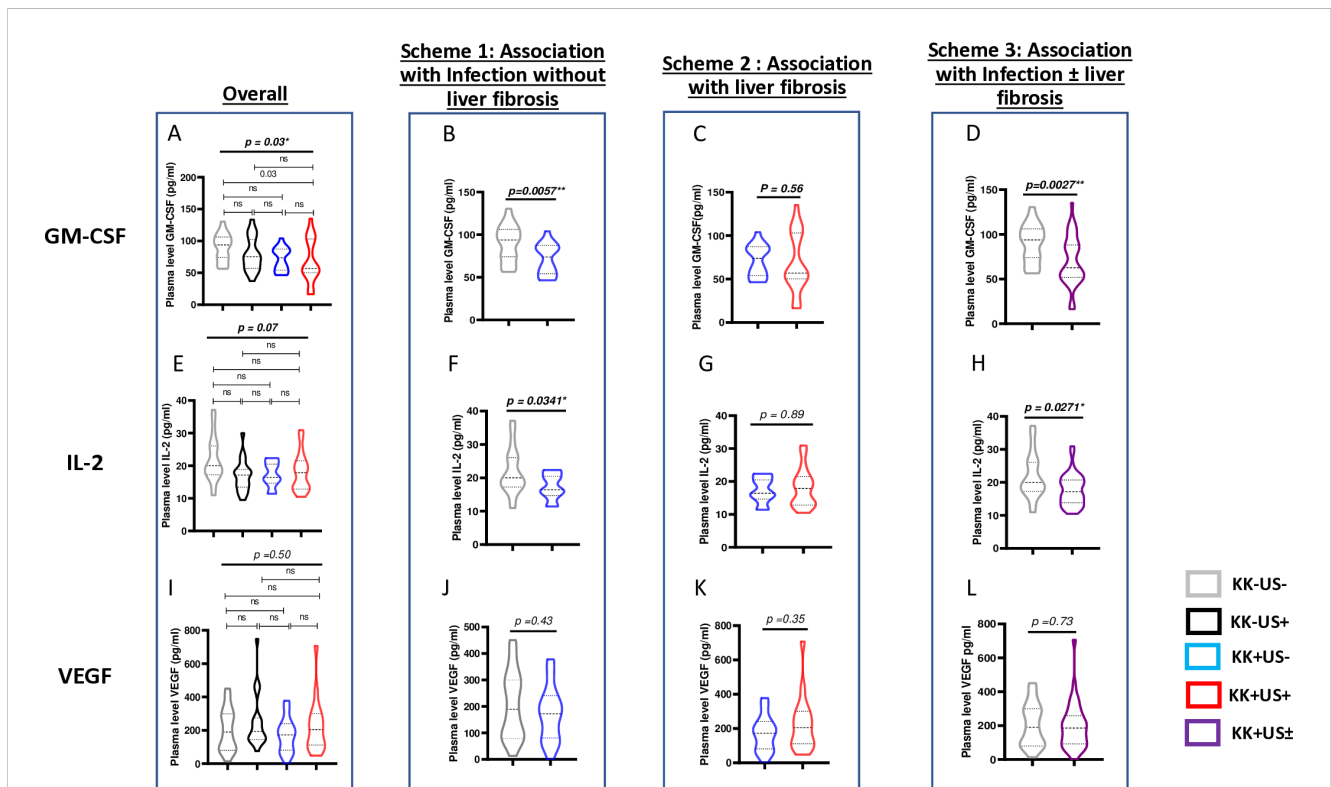 Overall
Scheme 1: Association
with Infection without
liver fibrosis
Scheme 2 : Association
with liver fibrosis
Scheme 3: Association
with Infection ± liver
fibrosis
GM-CSF
A
p = 0.03*
ns
0.03
ns
ns
ns
ns
Plasma level GM-CSF (pg/ml)
200
150
100
50
0
B
p=0.0057**
Plasma level GM-CSF (pg/ml)
150
100
50
0
C
P = 0.56
Plasma level GM-CSF(pg/ml)
150
100
50
0
D
p=0.0027**
Plasma level GM-CSF (pg/ml)
150
100
50
0
IL-2
E
p = 0.07
ns
ns
ns
ns
ns
ns
Plasma level IL-2 (pg/ml)
40
30
20
10
0
F
p = 0.0341*
Plasma level IL-2 (pg/ml)
40
30
20
10
0
G
p = 0.89
Plasma level IL-2 (pg/ml)
40
30
20
10
0
H
p = 0.0271*
Plasma level IL-2 (pg/ml)
40
30
20
10
0
VEGF
I
p =0.50
ns
ns
ns
ns
ns
ns
Plasma level VEGF (pg/ml)
800
600
400
200
0
J
p =0.43
Plasma level VEGF (pg/ml)
500
400
300
200
100
0
K
p =0.35
Plasma level VEGF (pg/ml)
800
600
400
200
0
L
p =0.73
Plasma level VEGF pg/ml)
800
600
400
200
0
KK-US-
KK-US+
KK+US-
KK+US+
KK+US±